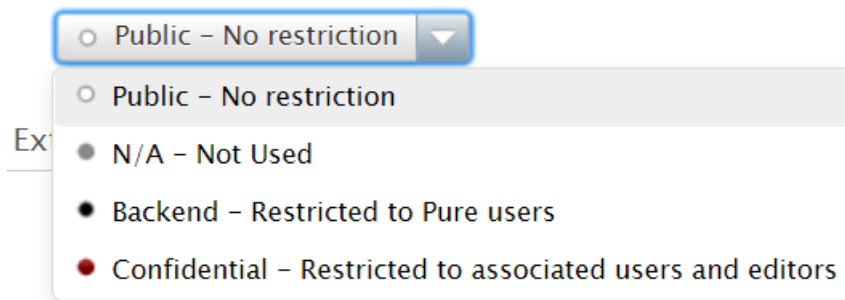 Public – No restriction
Public – No restriction
Ext
N/A – Not Used
Backend – Restricted to Pure users
Confidential – Restricted to associated users and editors